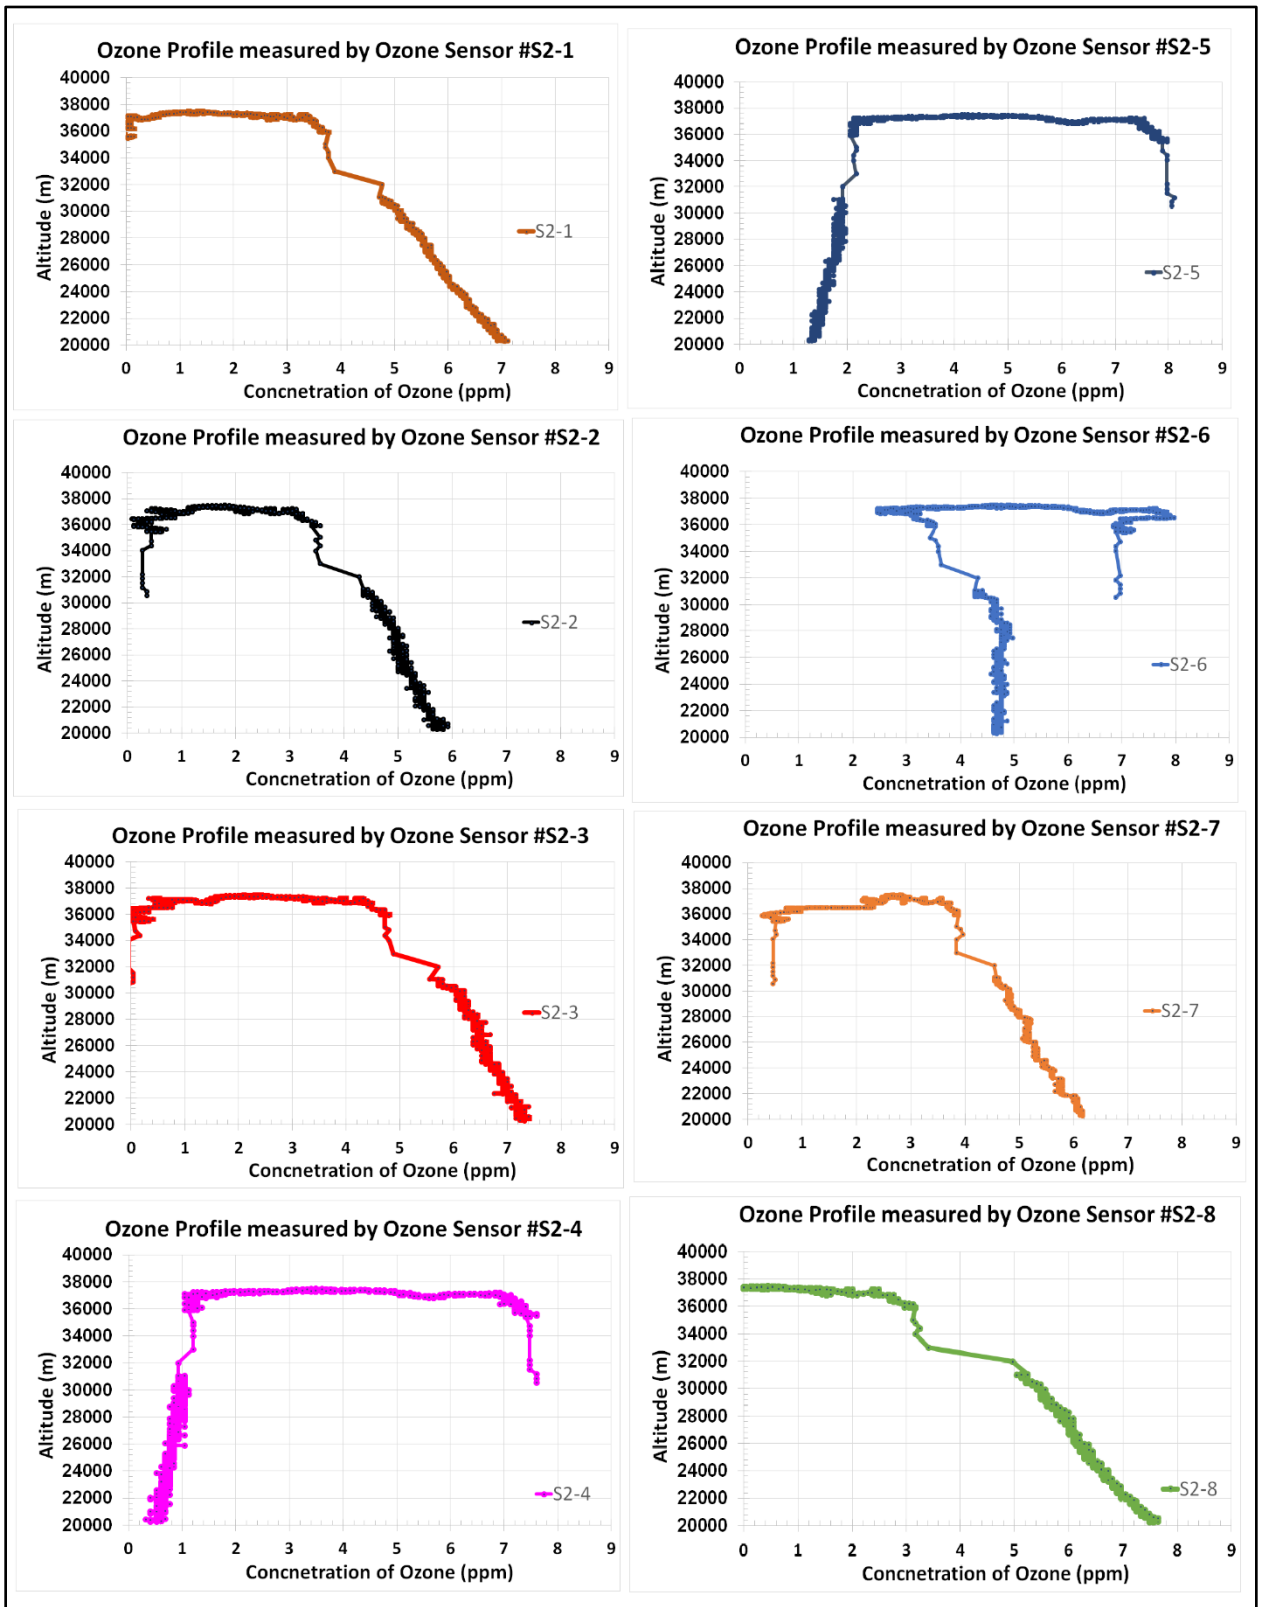 Ozone Profile measured by Ozone Sensor #S2-1
40000
38000
36000
34000
32000
30000
28000
26000
24000
22000
20000
Altitude (m)
S2-1
0 1 2 3 4 5 6 7 8 9
Concnetration of Ozone (ppm)
Ozone Profile measured by Ozone Sensor #S2-5
40000
38000
36000
34000
32000
30000
28000
26000
24000
22000
20000
Altitude (m)
S2-5
0 1 2 3 4 5 6 7 8 9
Concnetration of Ozone (ppm)
Ozone Profile measured by Ozone Sensor #S2-2
40000
38000
36000
34000
32000
30000
28000
26000
24000
22000
20000
Altitude (m)
S2-2
0 1 2 3 4 5 6 7 8 9
Concnetration of Ozone (ppm)
Ozone Profile measured by Ozone Sensor #S2-6
40000
38000
36000
34000
32000
30000
28000
26000
24000
22000
20000
Altitude (m)
S2-6
0 1 2 3 4 5 6 7 8 9
Concnetration of Ozone (ppm)
Ozone Profile measured by Ozone Sensor #S2-3
40000
38000
36000
34000
32000
30000
28000
26000
24000
22000
20000
Altitude (m)
S2-3
0 1 2 3 4 5 6 7 8 9
Concnetration of Ozone (ppm)
Ozone Profile measured by Ozone Sensor #S2-7
40000
38000
36000
34000
32000
30000
28000
26000
24000
22000
20000
Altitude (m)
S2-7
0 1 2 3 4 5 6 7 8 9
Concnetration of Ozone (ppm)
Ozone Profile measured by Ozone Sensor #S2-4
40000
38000
36000
34000
32000
30000
28000
26000
24000
22000
20000
Altitude (m)
S2-4
0 1 2 3 4 5 6 7 8 9
Concnetration of Ozone (ppm)
Ozone Profile measured by Ozone Sensor #S2-8
40000
38000
36000
34000
32000
30000
28000
26000
24000
22000
20000
Altitude (m)
S2-8
0 1 2 3 4 5 6 7 8 9
Concnetration of Ozone (ppm)